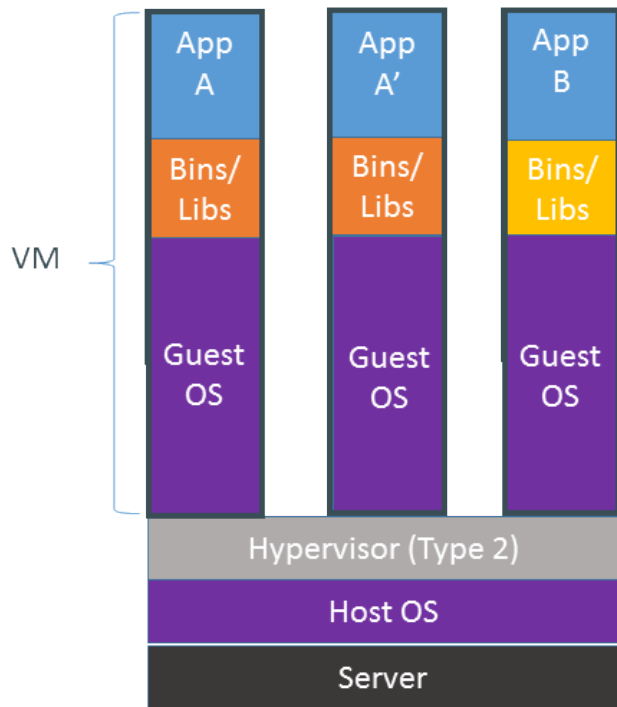 App
A
App
A’
App
B
Bins/
Libs
Bins/
Libs
Bins/
Libs
VM
Guest
OS
Guest
OS
Guest
OS
Hypervisor (Type 2)
Host OS
Server